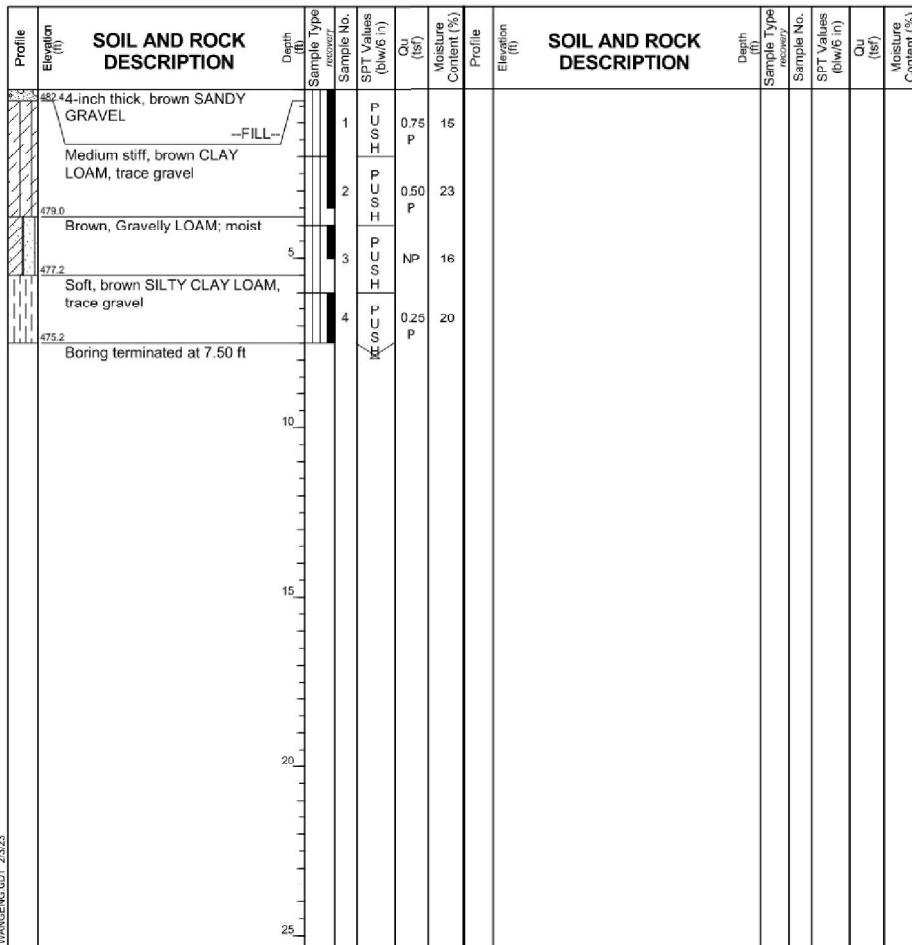 Profile
Elevation
(ft)
SOIL AND ROCK
DESCRIPTION
Depth
(ft)
Sample Type
recovery
Sample No.
SPT Values
(blw/6 in)
Qu
(tsf)
Moisture
Content (%)
Profile
Elevation
(ft)
SOIL AND ROCK
DESCRIPTION
Depth
(ft)
Sample Type
recovery
Sample No.
SPT Values
(blw/6 in)
Qu
(tsf)
Moisture
Content (%)
482.4 4-inch thick, brown SANDY
GRAVEL
--FILL--
1
PUSH
0.75
P
15
Medium stiff, brown CLAY
LOAM, trace gravel
2
PUSH
0.50
P
23
479.0
Brown, Gravelly LOAM; moist
5
3
PUSH
NP
16
477.2
Soft, brown SILTY CLAY LOAM,
trace gravel
4
PUSH
0.25
P
20
475.2
Boring terminated at 7.50 ft
10
15
20
25
WANGENG.GDT 2/3/23